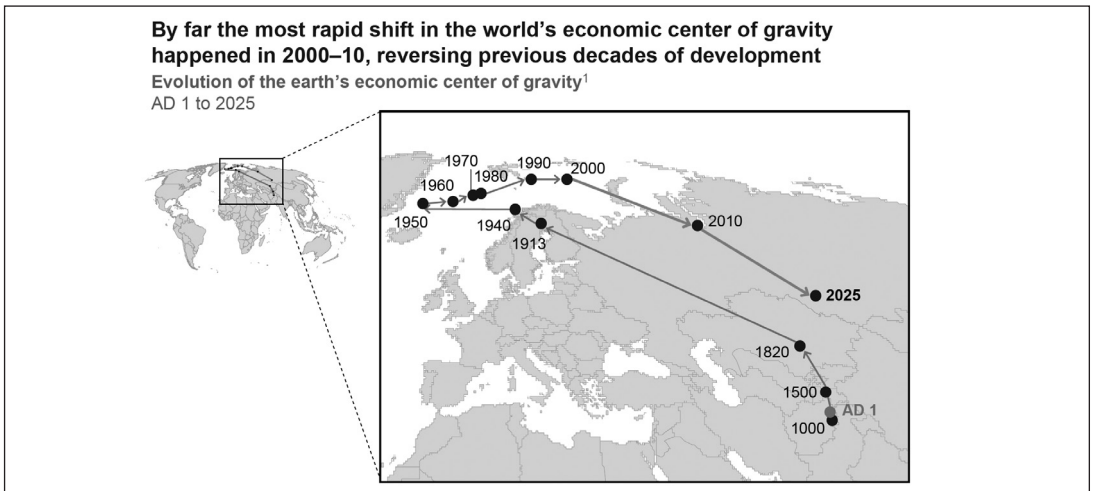 By far the most rapid shift in the world's economic center of gravity
happened in 2000–10, reversing previous decades of development
Evolution of the earth's economic center of gravity¹
AD 1 to 2025
1970
1990
2000
1960
1980
1950
1940
1913
2010
2025
1820
1500
AD 1
1000